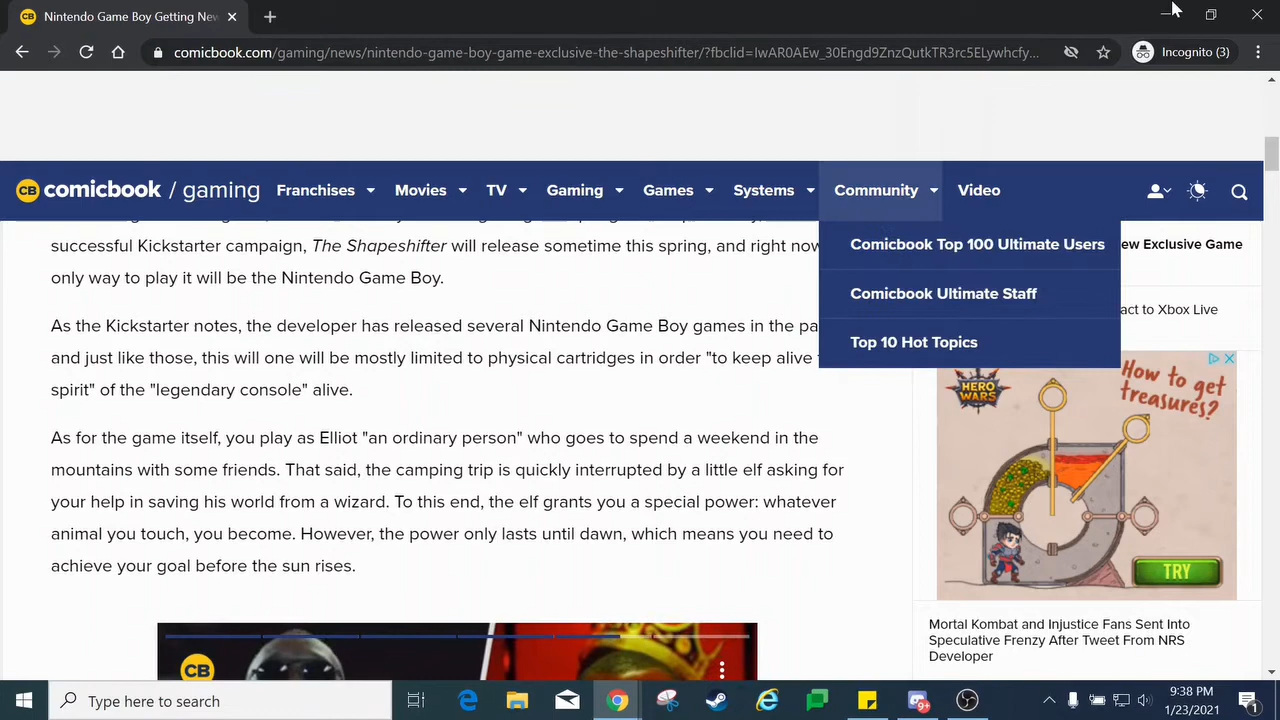 Nintendo Game Boy Getting New
comicbook.com/gaming/news/nintendo-game-boy-game-exclusive-the-shapeshifter/?fbclid=IwAR0AEw_30Engd9ZnzQutkTR3rc5ELywhcfy...
Incognito (3)
CB comicbook / gaming
Franchises
Movies
TV
Gaming
Games
Systems
Community
Video
Comicbook Top 100 Ultimate Users
Comicbook Ultimate Staff
Top 10 Hot Topics
successful Kickstarter campaign, The Shapeshifter will release sometime this spring, and right now
only way to play it will be the Nintendo Game Boy.
As the Kickstarter notes, the developer has released several Nintendo Game Boy games in the pa
and just like those, this will one will be mostly limited to physical cartridges in order "to keep alive
spirit" of the "legendary console" alive.
As for the game itself, you play as Elliot "an ordinary person" who goes to spend a weekend in the
mountains with some friends. That said, the camping trip is quickly interrupted by a little elf asking for
your help in saving his world from a wizard. To this end, the elf grants you a special power: whatever
animal you touch, you become. However, the power only lasts until dawn, which means you need to
achieve your goal before the sun rises.
CB
ew Exclusive Game
act to Xbox Live
HERO WARS
How to get
treasures?
TRY
Mortal Kombat and Injustice Fans Sent Into
Speculative Frenzy After Tweet From NRS
Developer
Type here to search
9+
9:38 PM
1/23/2021
1